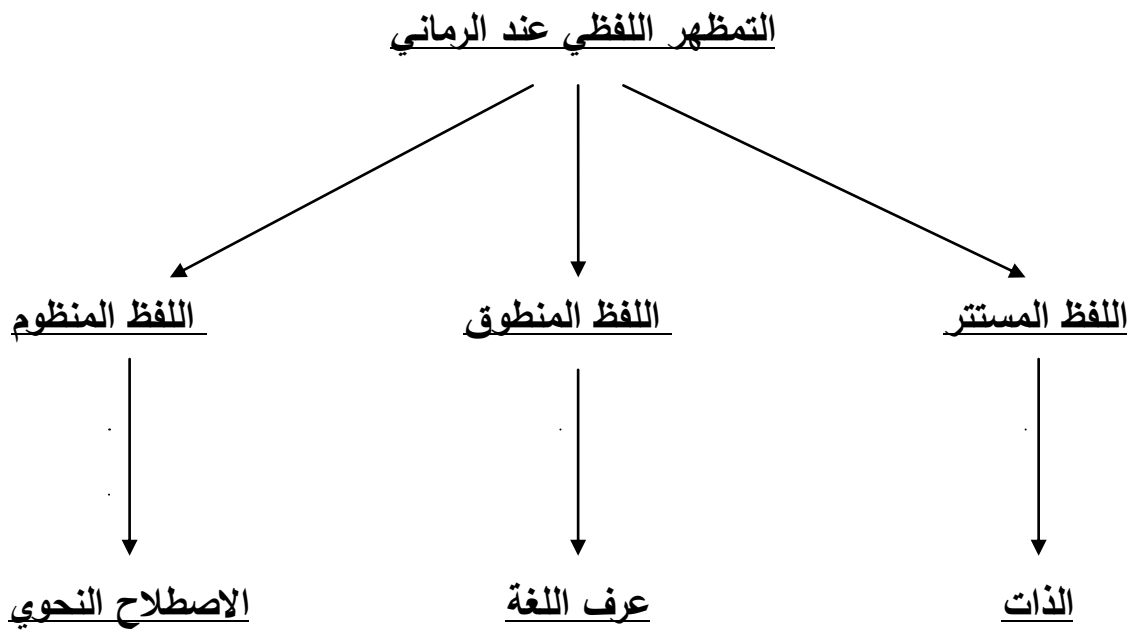 التمظهر اللفظي عند الرماني
اللفظ المستتر
اللفظ المنطوق
اللفظ المنظوم
الذات
عرف اللغة
الاصطلاح النحوي